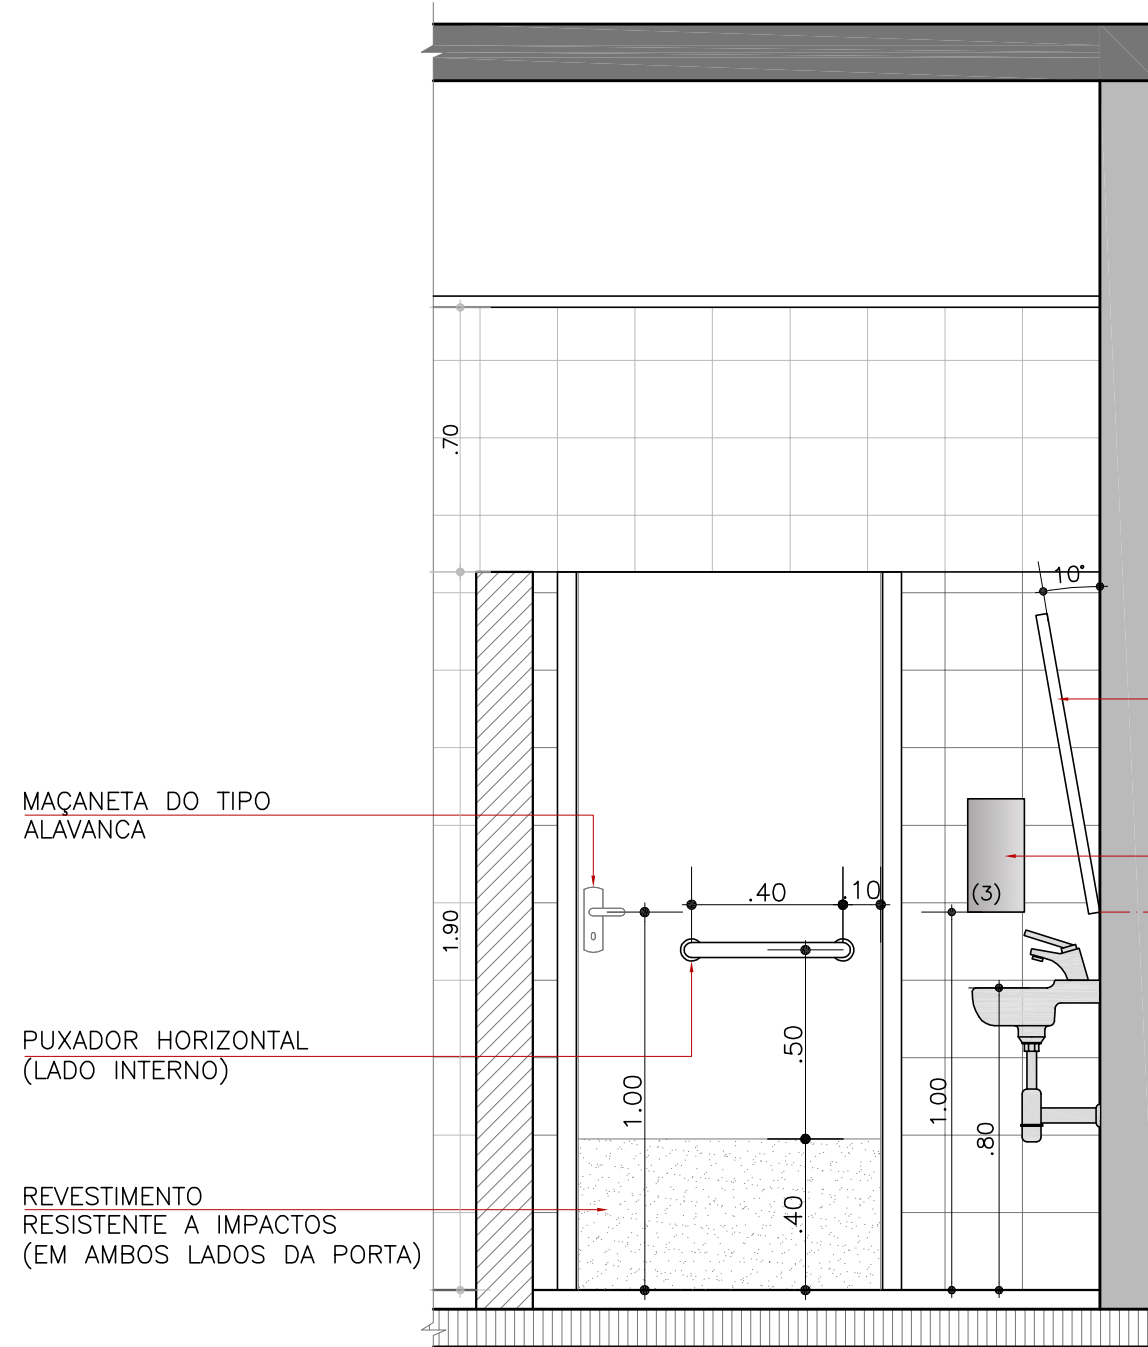 .70
10°
MAÇANETA DO TIPO
ALAVANCA
.40
.10
(3)
1.90
PUXADOR HORIZONTAL
(LADO INTERNO)
.50
1.00
1.00
.80
REVESTIMENTO
RESISTENTE A IMPACTOS
(EM AMBOS LADOS DA PORTA)
.40